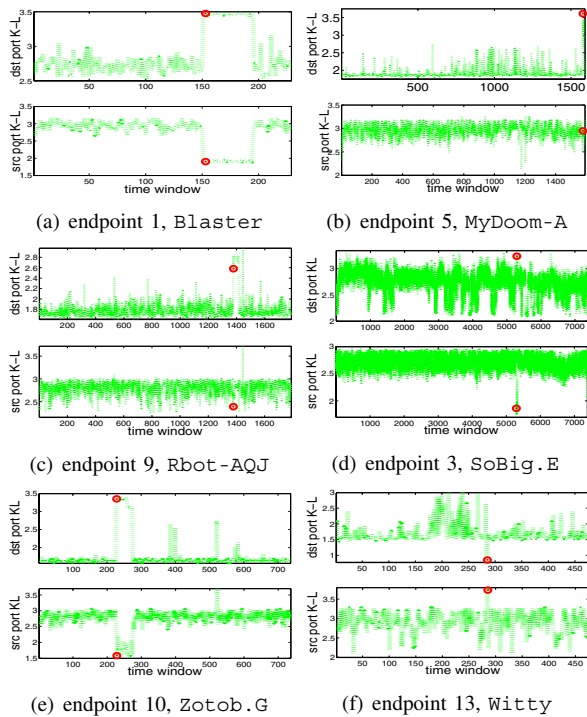 3.5
3
2.5
dst port K-L
50 100 150 200
3.5
3
2.5
2
1.5
src port K-L
50 100 150 200
time window
(a) endpoint 1, Blaster
3.5
3
2.5
2
dst port K-L
500 1000 1500
3.5
3
2.5
2
src port K-L
200 400 600 800 1000 1200 1400
time window
(b) endpoint 5, MyDoom-A
2.8
2.6
2.4
2.2
2
1.8
dst port K-L
200 400 600 800 1000 1200 1400 1600
3.5
3
2.5
src port K-L
200 400 600 800 1000 1200 1400 1600
time window
(c) endpoint 9, Rbot-AQJ
3
2.5
2
dst port KL
1000 2000 3000 4000 5000 6000 7000
3
2.5
2
src port KL
1000 2000 3000 4000 5000 6000 7000
time window
(d) endpoint 3, SoBig.E
3.5
3
2.5
2
dst port KL
100 200 300 400 500 600 700
3.5
3
2.5
2
1.5
src port KL
100 200 300 400 500 600 700
time window
(e) endpoint 10, Zotob.G
3
2.5
2
1.5
1
dst port K-L
50 100 150 200 250 300 350 400 450
3.5
3
2.5
2
src port K-L
50 100 150 200 250 300 350 400 450
time window
(f) endpoint 13, Witty